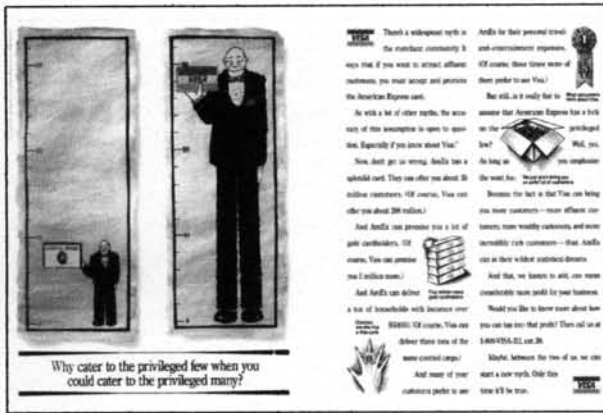 Why cater to the privileged few when you
could cater to the privileged many?
VISA
There's a widespread myth in
the merchant community. It
says that if you want to attract affluent
customers, you must accept and promote
the American Express card.
As with a lot of other myths, the accu-
racy of this assumption is open to ques-
tion. Especially if you know about Visa.
Now, don't get us wrong. AmEx has a
splendid card. They can offer you about
million customers. (Of course, Visa can
offer you about million.)
And AmEx can promise you a lot of
gold cardholders. (Of
course, Visa can promise
you million more.)
And AmEx can deliver
a ton of households with incomes over
(Of course, Visa can
deliver three tons of the
same coveted cargo.)
And many of your
customers prefer to use
AmEx for their personal travel-
and-entertainment expenses.
(Of course, three times more of
them prefer to use Visa.)
But still, is it really fair to
assume that American Express has a lock
on the privileged
few? Well, yes.
As long as you emphasize
the word few.
Because the fact is that Visa can bring
you more customers—more affluent cus-
tomers, more wealthy customers, and more
incredibly rich customers—than AmEx
can in their wildest statistical dreams.
And that, we hasten to add, can mean
considerably more profit for your business.
Would you like to know more about how
you can tap into that profit? Then call us at
1-800-VISA-311, ext.
Maybe, between the two of us, we can
start a new myth. Only this
time it'll be true.
VISA